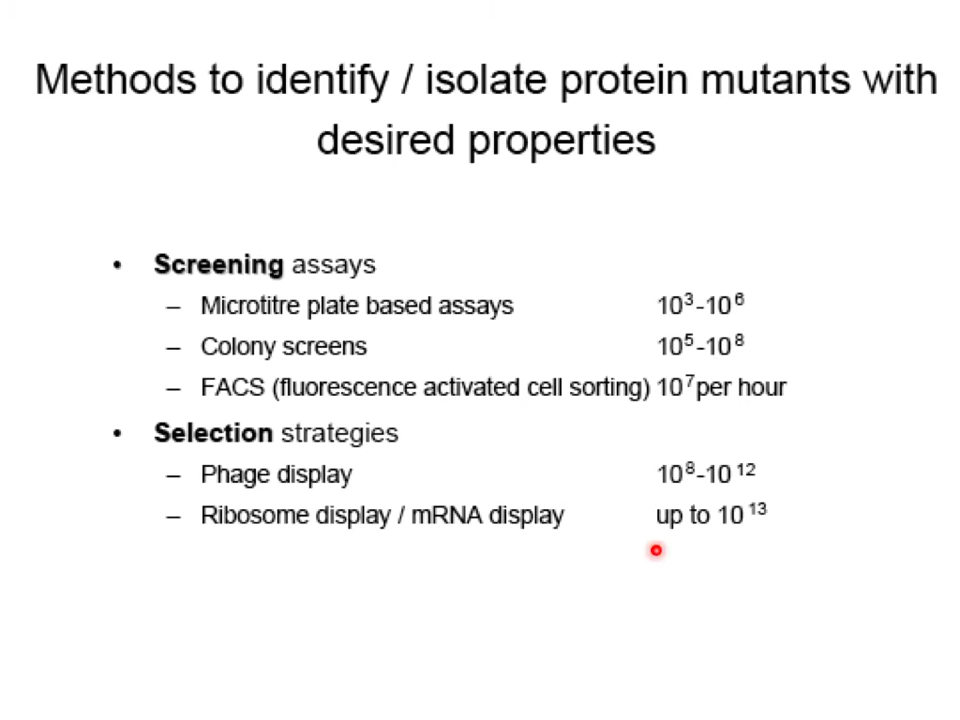 Methods to identify / isolate protein mutants with
desired properties
• Screening assays
– Microtitre plate based assays 10³-10⁶
– Colony screens 10⁵-10⁸
– FACS (fluorescence activated cell sorting) 10⁷per hour
• Selection strategies
– Phage display 10⁸-10¹²
– Ribosome display / mRNA display up to 10¹³